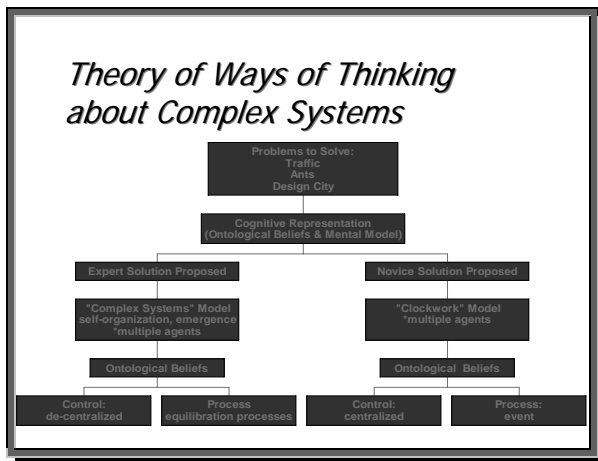 Theory of Ways of Thinking
about Complex Systems
Problems to Solve:
Traffic
Ants
Design City
Cognitive Representation
(Ontological Beliefs & Mental Model)
Expert Solution Proposed
Novice Solution Proposed
"Complex Systems" Model
self-organization, emergence
*multiple agents
"Clockwork" Model
*multiple agents
Ontological Beliefs
Ontological Beliefs
Control:
de-centralized
Process
equilibration processes
Control:
centralized
Process:
event